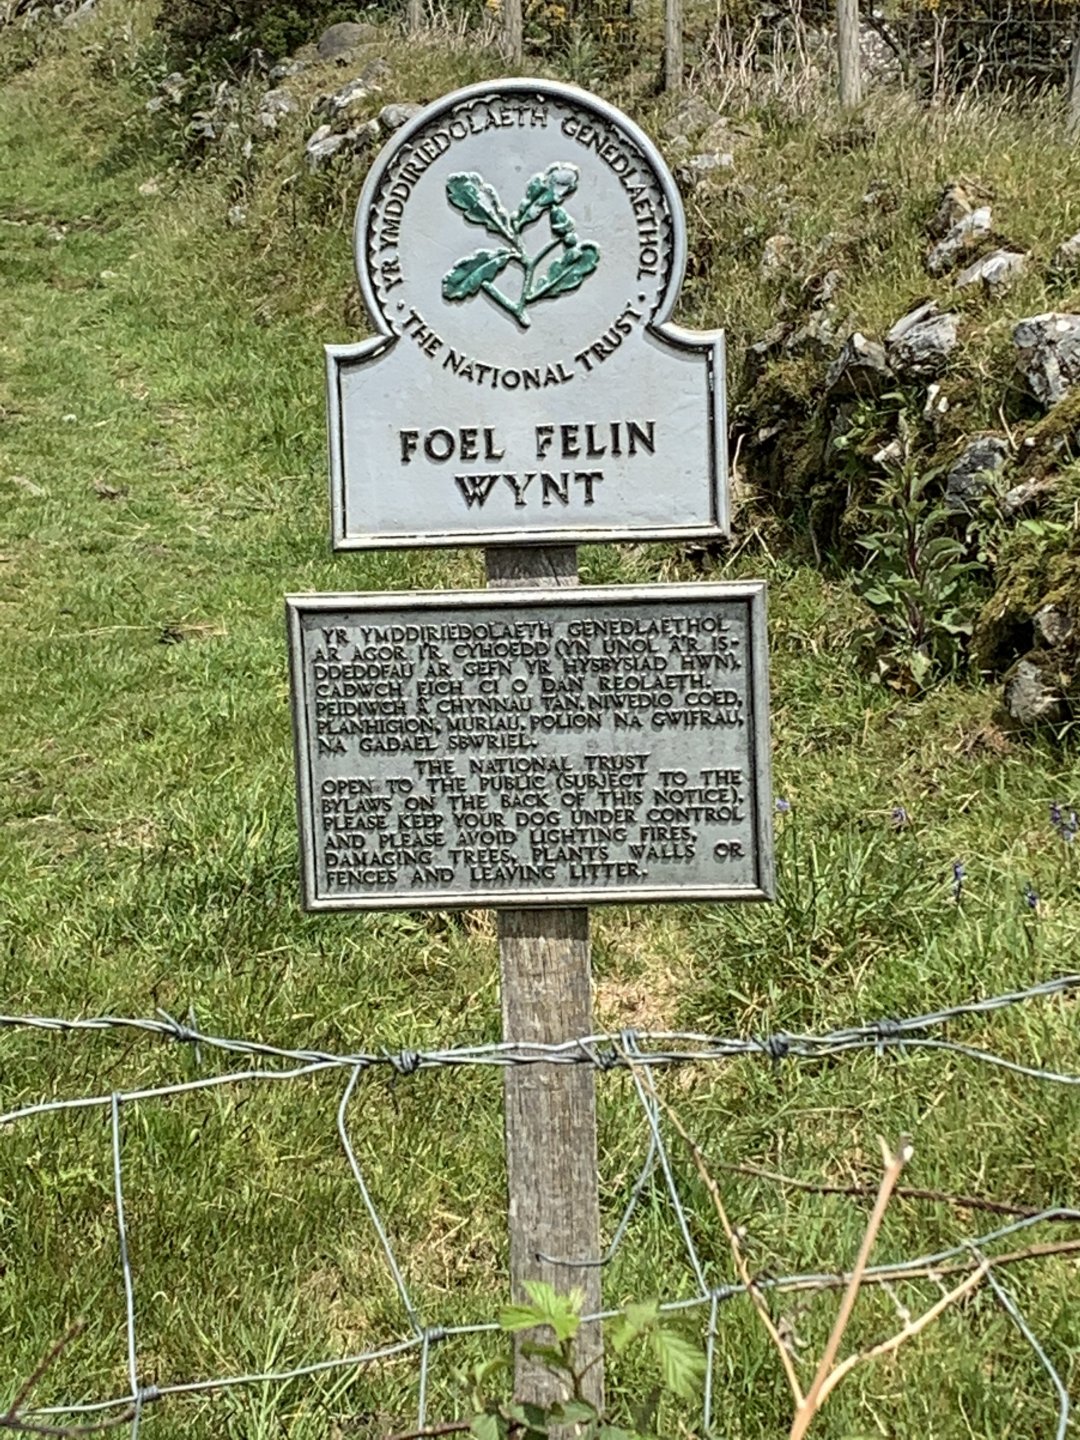 YR YMDDIRIEDOLAETH GENEDLAETHOL
· THE NATIONAL TRUST ·
FOEL FELIN
WYNT
YR YMDDIRIEDOLAETH GENEDLAETHOL
AR AGOR I'R CYHOEDD (YN UNOL Â'R IS-
DDEDDFAU AR GEFN YR HYSBYSIAD HWN).
CADWCH EICH CI O DAN REOLAETH.
PEIDIWCH Â CHYNNAU TAN, NIWEDIO COED,
PLANHIGION, MURIAU, POLION NA GWIFRAU,
NA GADAEL SBWRIEL.
THE NATIONAL TRUST
OPEN TO THE PUBLIC (SUBJECT TO THE
BYLAWS ON THE BACK OF THIS NOTICE).
PLEASE KEEP YOUR DOG UNDER CONTROL
AND PLEASE AVOID LIGHTING FIRES,
DAMAGING TREES, PLANTS WALLS OR
FENCES AND LEAVING LITTER.